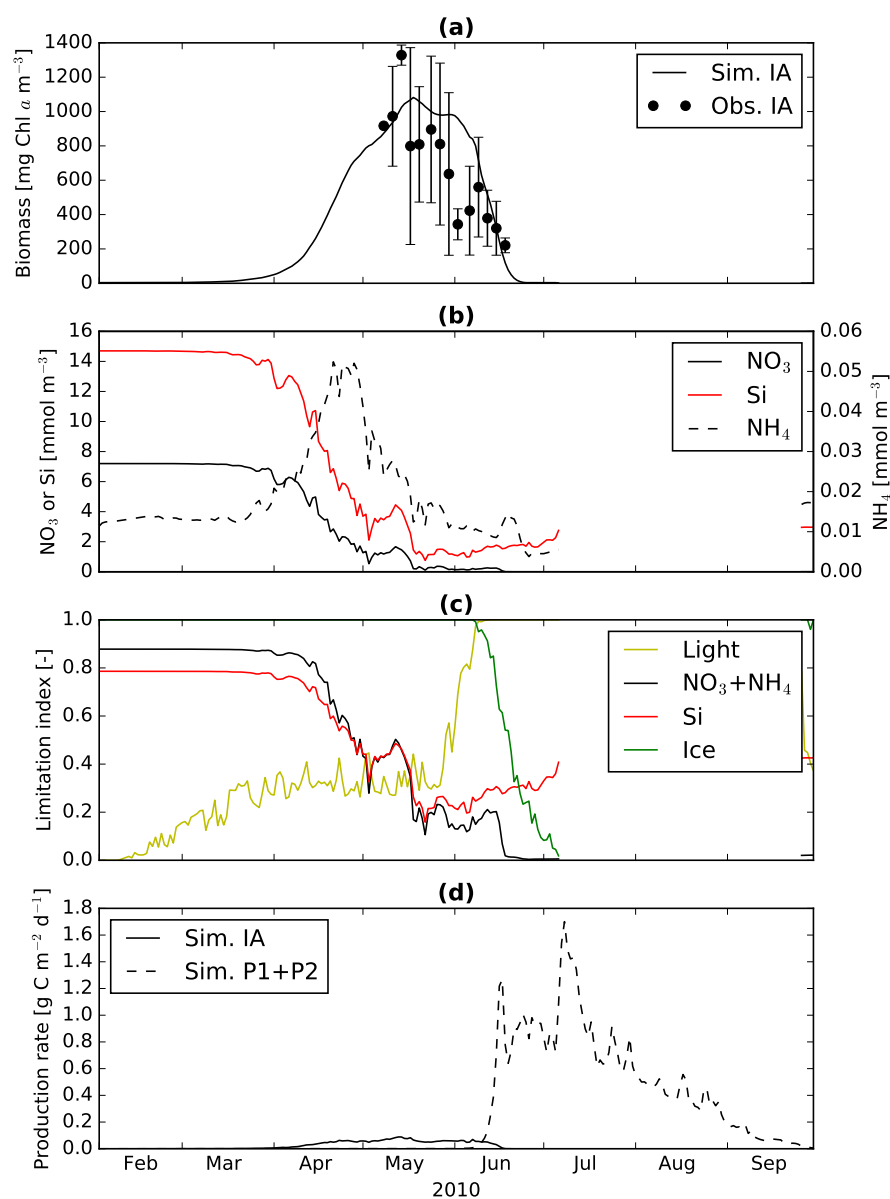 (a)
Biomass [mg Chl a m⁻³]
1400
1200
1000
800
600
400
200
0
Sim. IA
Obs. IA
(b)
NO₃ or Si [mmol m⁻³]
16
14
12
10
8
6
4
2
0
NO₃
Si
NH₄
0.06
0.05
0.04
0.03
0.02
0.01
0.00
NH₄ [mmol m⁻³]
(c)
Limitation index [-]
1.0
0.8
0.6
0.4
0.2
0.0
Light
NO₃+NH₄
Si
Ice
(d)
Production rate [g C m⁻² d⁻¹]
1.8
1.6
1.4
1.2
1.0
0.8
0.6
0.4
0.2
0.0
Sim. IA
Sim. P1+P2
Feb Mar Apr May Jun Jul Aug Sep
2010